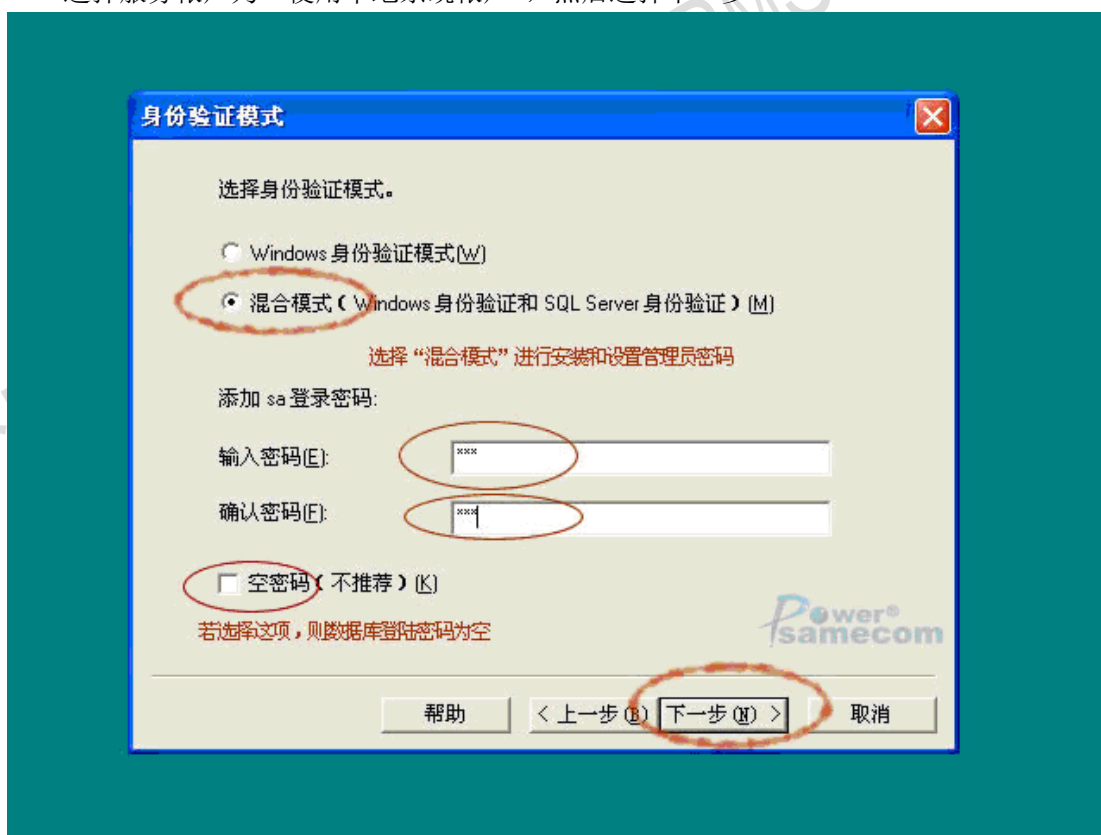 身份验证模式
选择身份验证模式。
Windows 身份验证模式(W)
混合模式（Windows 身份验证和 SQL Server 身份验证）(M)
选择“混合模式”进行安装和设置管理员密码
添加 sa 登录密码:
输入密码(E): ***
确认密码(F): ***
空密码（不推荐）(K)
若选择这项，则数据库登陆密码为空
Power®
samecom
帮助 < 上一步(B) 下一步(N) > 取消